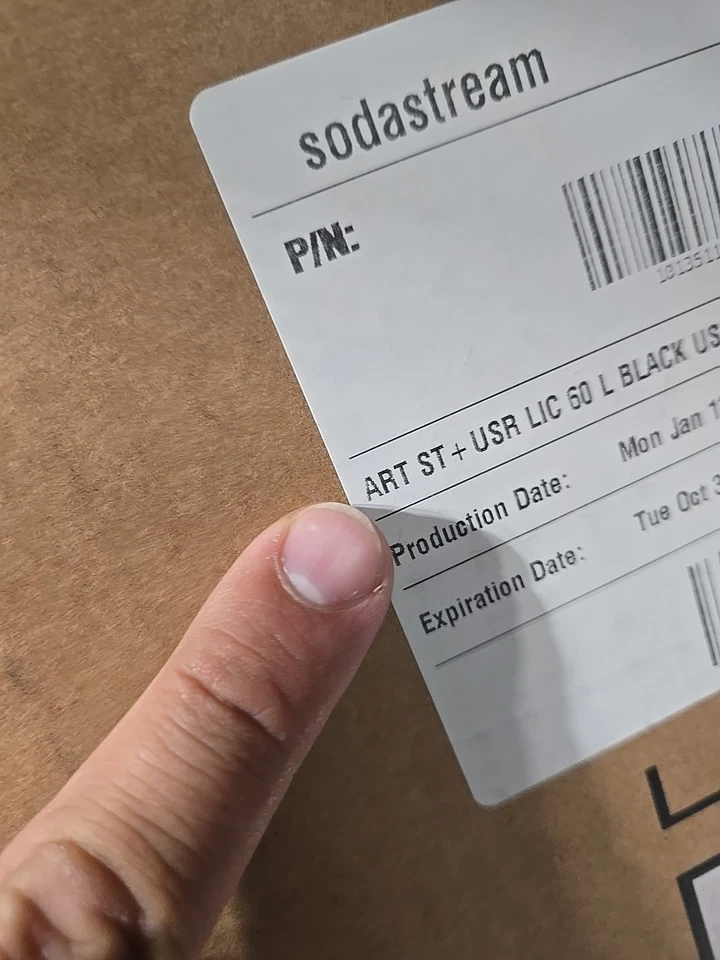 sodastream
P/N:
ART ST+ USR LIC 60 L BLACK US
Production Date: Mon Jan
Expiration Date: Tue Oct